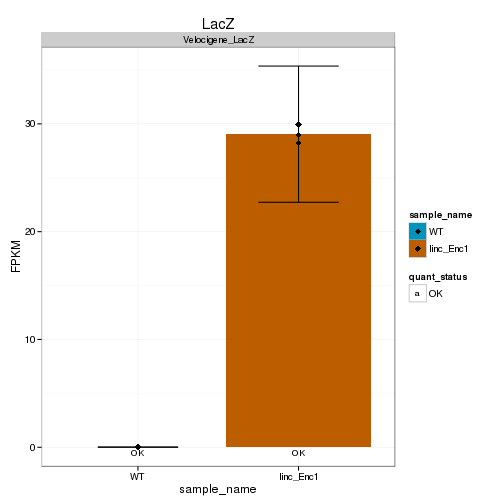 LacZ
Velocigene_LacZ
30
20
10
0
FPKM
OK
OK
WT
linc_Enc1
sample_name
sample_name
WT
linc_Enc1
quant_status
a OK